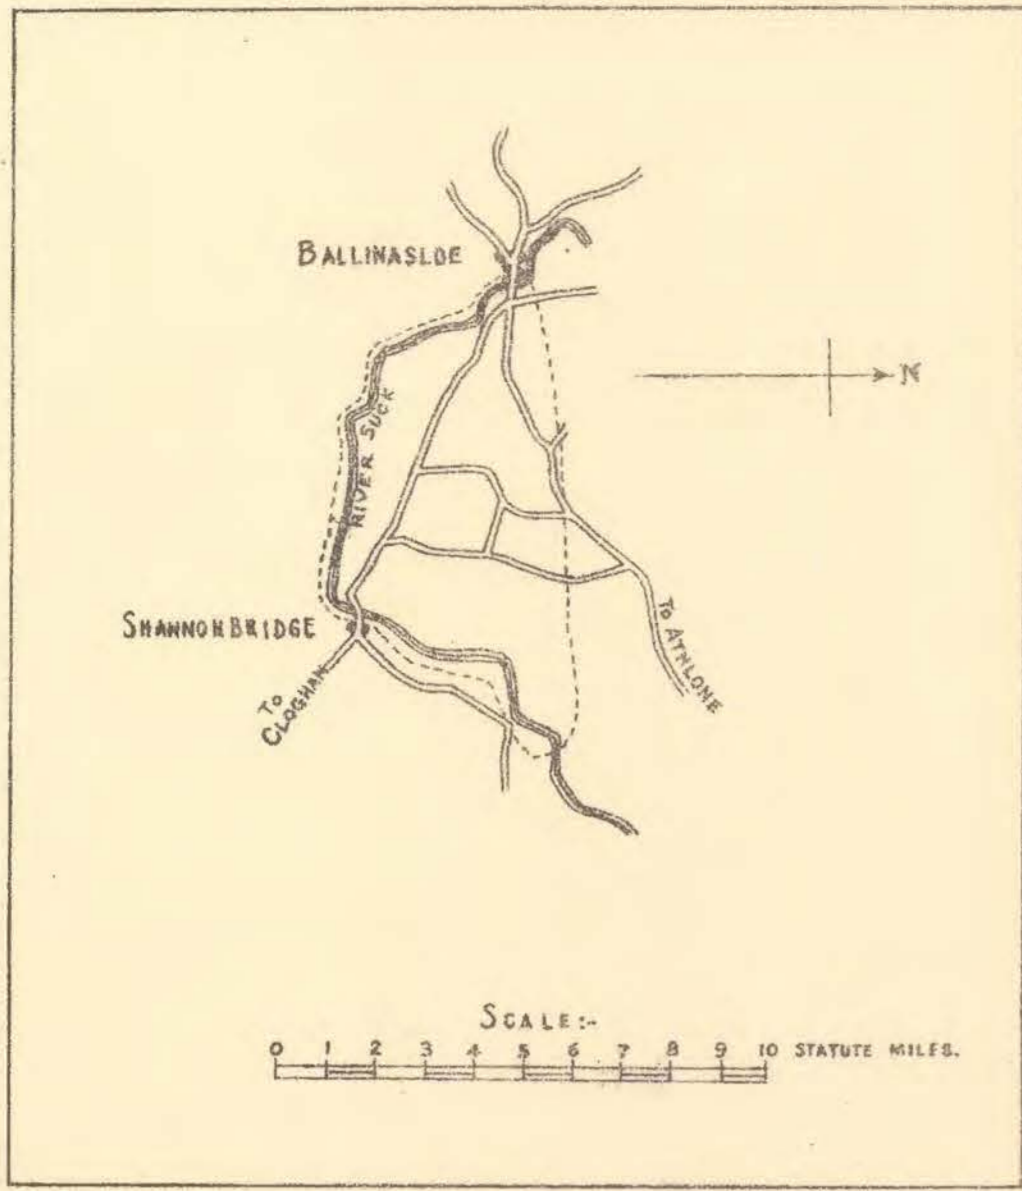 BALLINASLOE
N
RIVER SUCK
SHANNONBRIDGE
TO ATHLONE
TO
CLOGHAN
SCALE:-
0 1 2 3 4 5 6 7 8 9 10 STATUTE MILES.